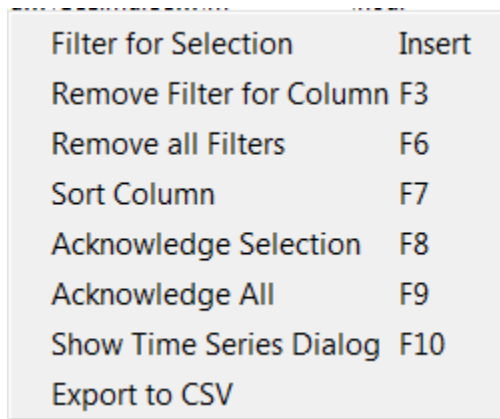 Filter for Selection Insert
Remove Filter for Column F3
Remove all Filters F6
Sort Column F7
Acknowledge Selection F8
Acknowledge All F9
Show Time Series Dialog F10
Export to CSV